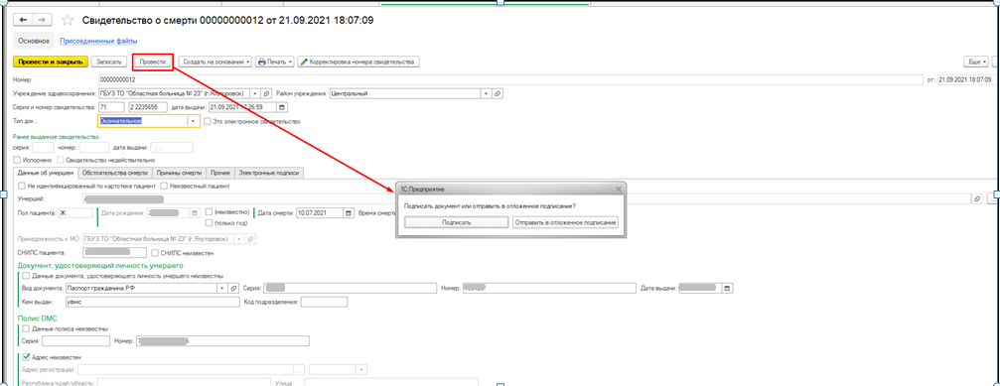 Свидетельство о смерти 00000000012 от 21.09.2021 18:07:09
Основное Присоединенные файлы
Провести и закрыть Записать Провести Создать на основании Печать Корректировка номера свидетельства Еще
Номер: 00000000012 от: 21.09.2021 18:07:09
Учреждение здравоохранения: ГБУЗ ТО "Областная больница № 23" (г.Ялуторовск) Район учреждения: Центральный
Серия и номер свидетельства: 71 2 2235655 дата выдачи: 21.09.2021 17:26:59
Тип док.: Окончательное Это электронное свидетельство
Ранее выданное свидетельство
серия: номер: дата выдачи: . .
Испорчено Свидетельство недействительно
Данные об умершем Обстоятельства смерти Причины смерти Прочее Электронные подписи
Не идентифицированный по картотеке пациент Неизвестный пациент
Умерший:
Пол пациента: Ж Дата рождения: (неизвестно) Дата смерти: 10.07.2021 Время смерти
(только год)
Принадлежность к МО: ГБУЗ ТО "Областная больница № 23" (г.Ялуторовск)
СНИЛС пациента: СНИЛС неизвестен
1С:Предприятие
Подписать документ или отправить в отложенное подписание?
Подписать Отправить в отложенное подписание
Документ, удостоверяющий личность умершего
Данные документа, удостоверяющего личность умершего неизвестны
Вид документа: Паспорт гражданина РФ Серия: Номер: Дата выдачи:
Кем выдан: уфмс Код подразделения:
Полис ОМС
Данные полиса неизвестны
Серия: Номер:
Адрес неизвестен
Адрес регистрации:
Республика/край/область: Улица: